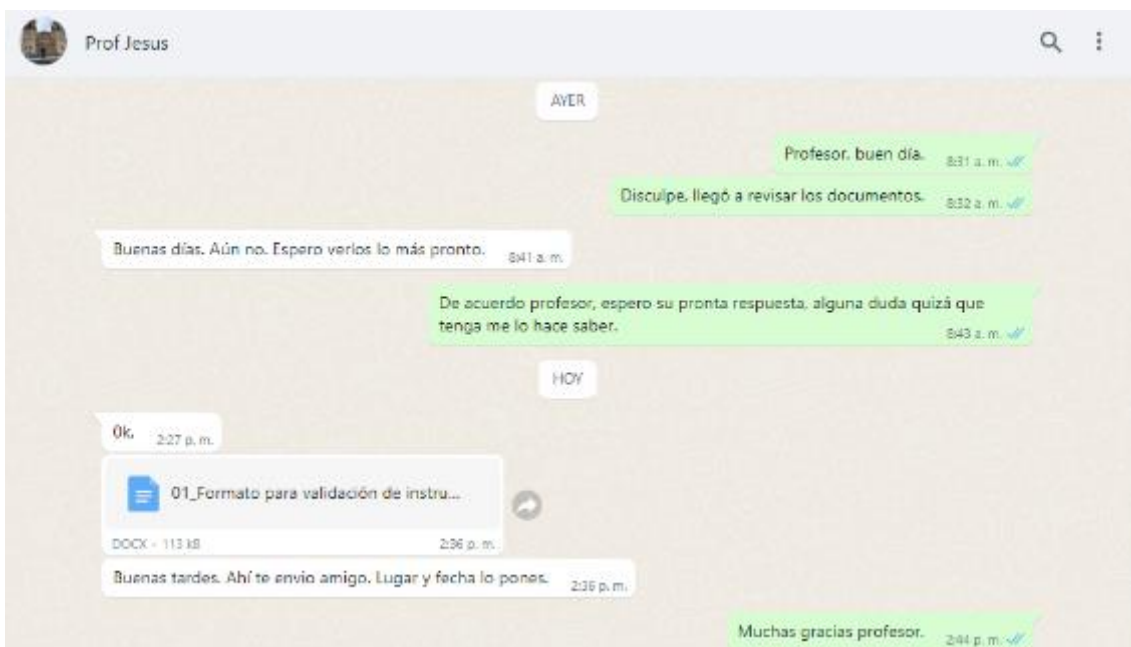 Prof Jesus
AYER
Profesor. buen día.
8:31 a. m.
Disculpe, llegó a revisar los documentos.
8:32 a. m.
Buenas días. Aún no. Espero verlos lo más pronto.
8:41 a. m.
De acuerdo profesor, espero su pronta respuesta, alguna duda quizá que
tenga me lo hace saber.
8:43 a. m.
HOY
Ok,
2:27 p. m.
01_Formato para validación de instru...
DOCX - 113 kB
2:36 p. m.
Buenas tardes. Ahí te envio amigo. Lugar y fecha lo pones.
2:36 p. m.
Muchas gracias profesor.
2:44 p. m.